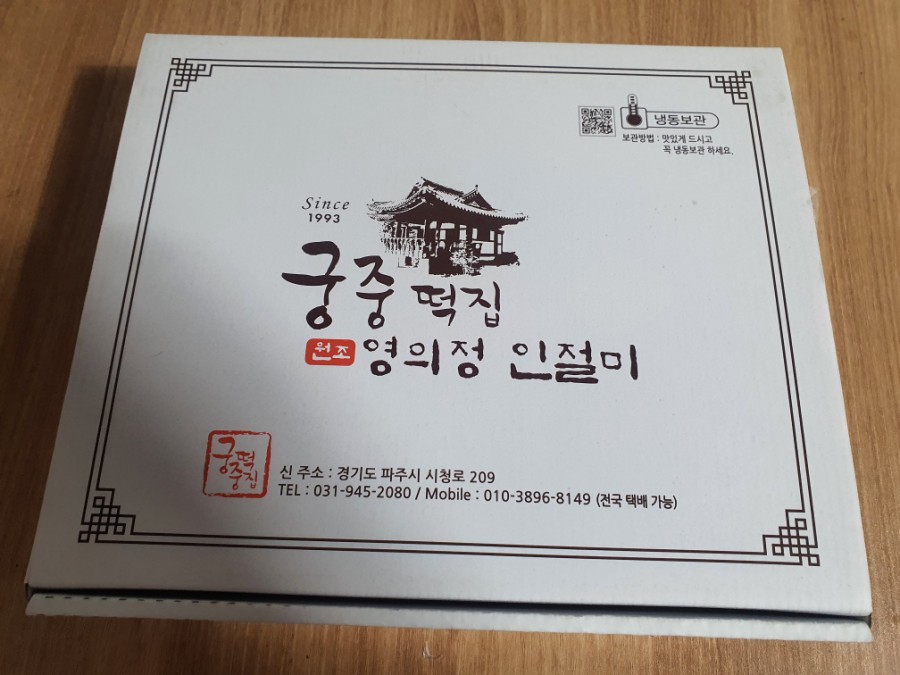 냉동보관
보관방법 : 맛있게 드시고
꼭 냉동보관 하세요.
Since
1993
궁중 떡집
원조 영의정 인절미
궁중떡집
신 주소 : 경기도 파주시 시청로 209
TEL : 031-945-2080 / Mobile : 010-3896-8149 (전국 택배 가능)